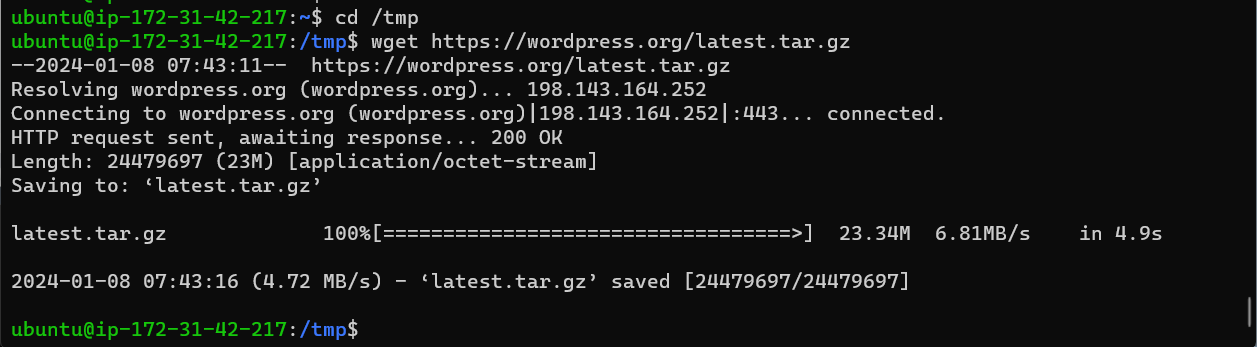 ubuntu@ip-172-31-42-217:~$ cd /tmp
ubuntu@ip-172-31-42-217:/tmp$ wget https://wordpress.org/latest.tar.gz
--2024-01-08 07:43:11--  https://wordpress.org/latest.tar.gz
Resolving wordpress.org (wordpress.org)... 198.143.164.252
Connecting to wordpress.org (wordpress.org)|198.143.164.252|:443... connected.
HTTP request sent, awaiting response... 200 OK
Length: 24479697 (23M) [application/octet-stream]
Saving to: ‘latest.tar.gz’
latest.tar.gz             100%[==================================>]  23.34M  6.81MB/s    in 4.9s
2024-01-08 07:43:16 (4.72 MB/s) - ‘latest.tar.gz’ saved [24479697/24479697]
ubuntu@ip-172-31-42-217:/tmp$